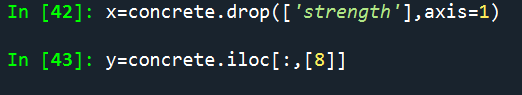 In [42]: x=concrete.drop(['strength'],axis=1)
In [43]: y=concrete.iloc[:,[8]]